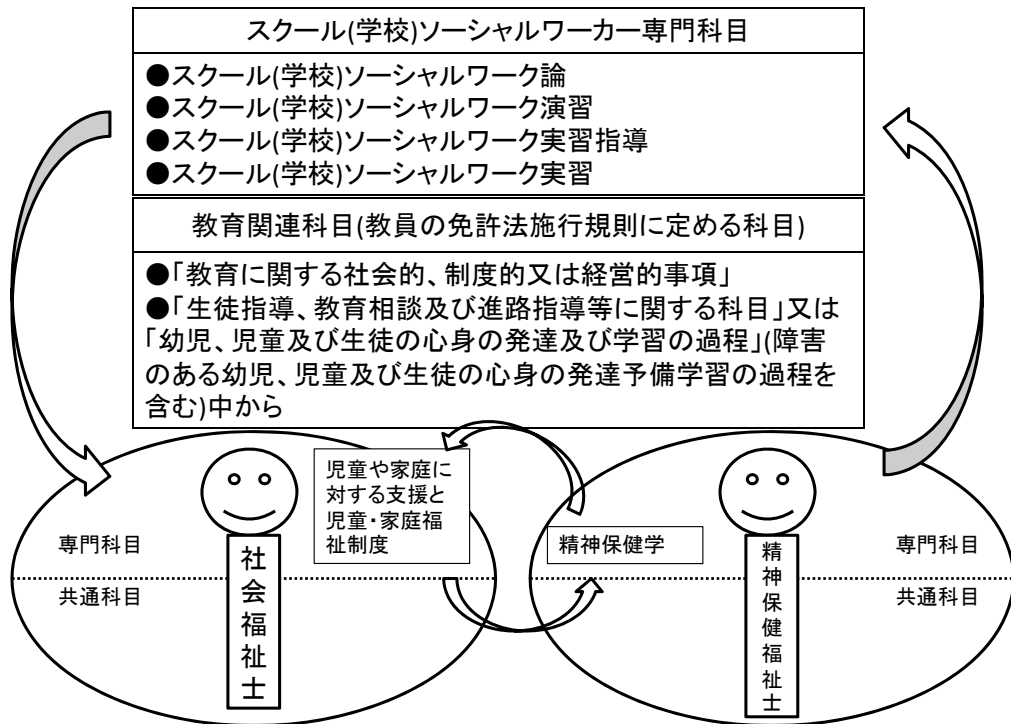 スクール(学校)ソーシャルワーカー専門科目
●スクール(学校)ソーシャルワーク論
●スクール(学校)ソーシャルワーク演習
●スクール(学校)ソーシャルワーク実習指導
●スクール(学校)ソーシャルワーク実習
教育関連科目(教員の免許法施行規則に定める科目)
●「教育に関する社会的、制度的又は経営的事項」
●「生徒指導、教育相談及び進路指導等に関する科目」又は
「幼児、児童及び生徒の心身の発達及び学習の過程」(障害
のある幼児、児童及び生徒の心身の発達予備学習の過程を
含む)中から
児童や家庭に
対する支援と
児童・家庭福
祉制度
専門科目
共通科目
社会福祉士
精神保健学
専門科目
共通科目
精神保健福祉士